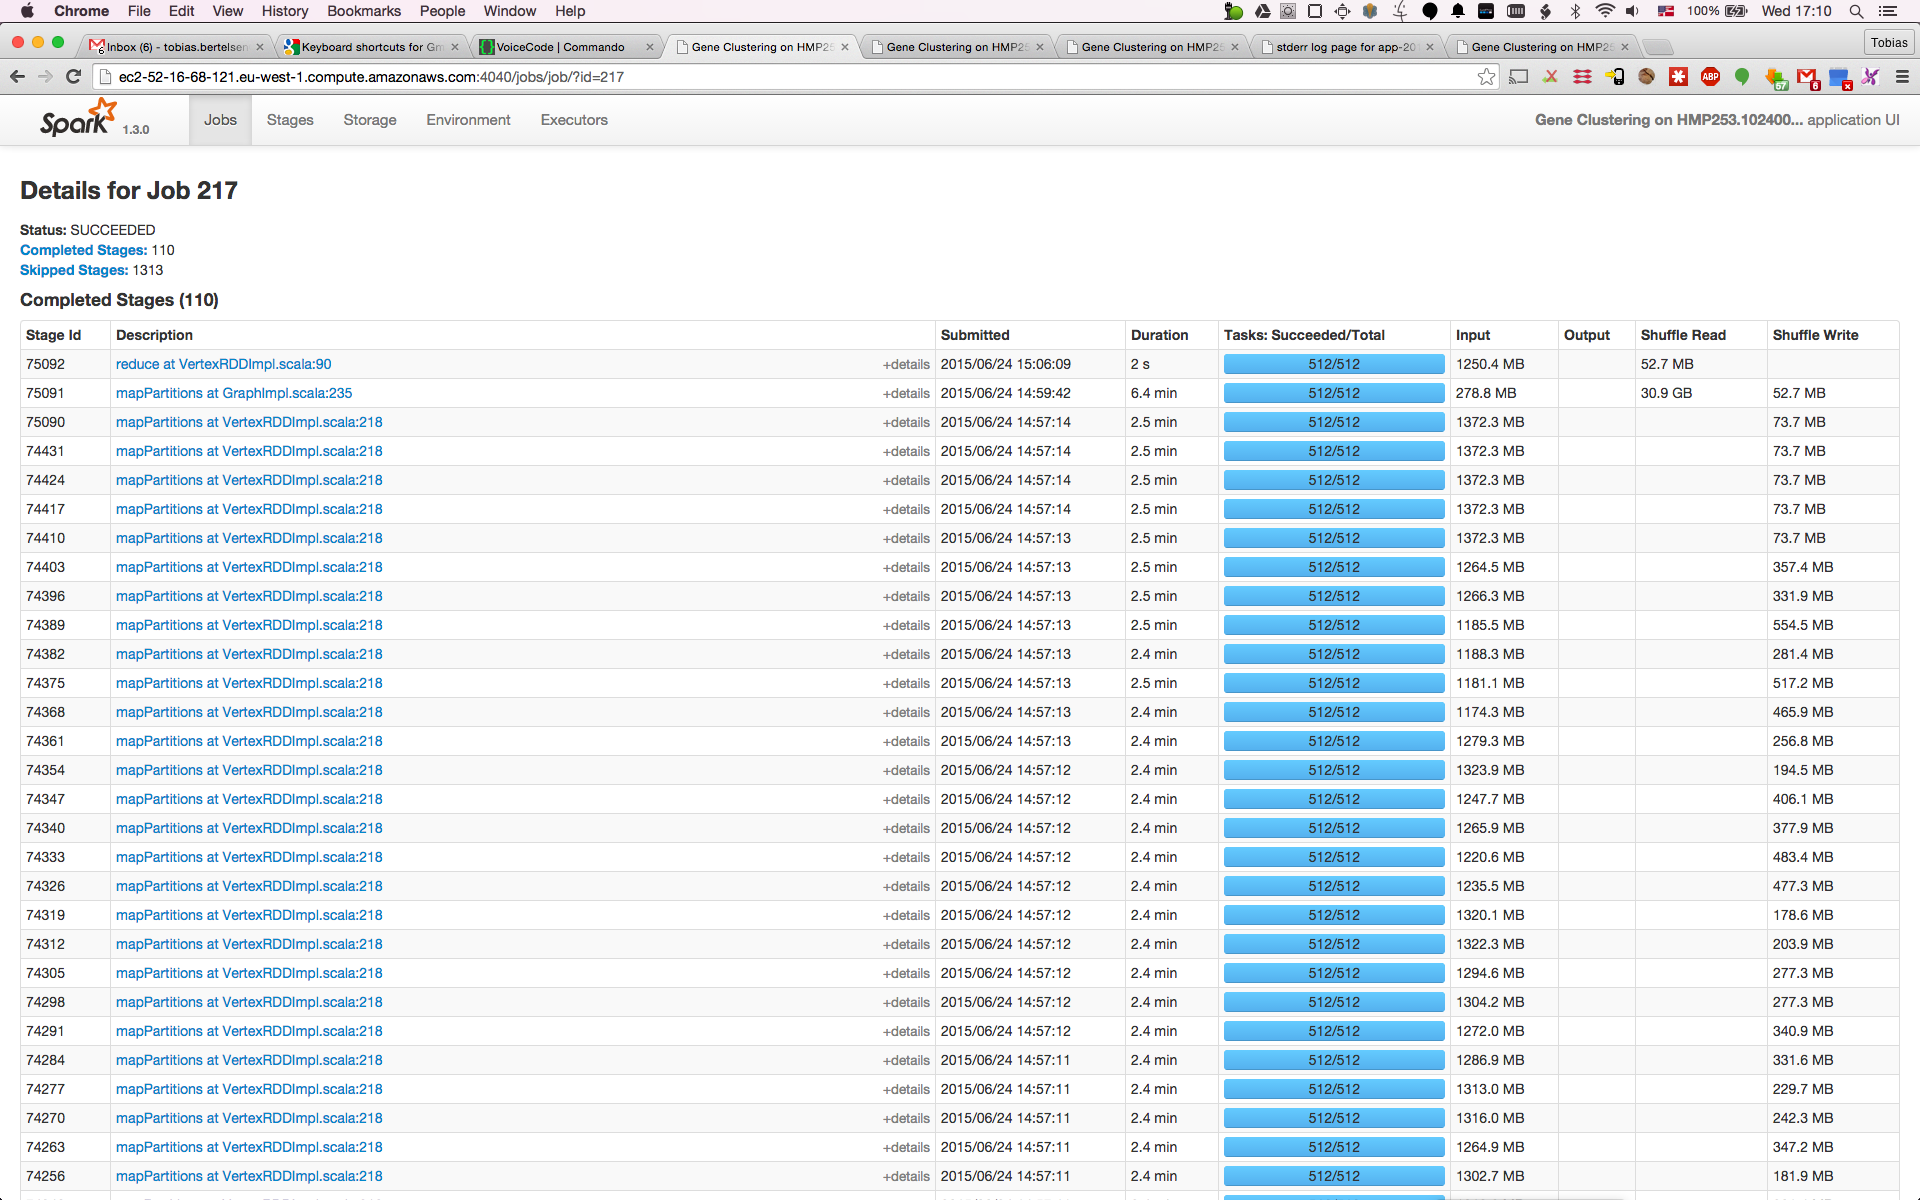 Chrome File Edit View History Bookmarks People Window Help 100% Wed 17:10
Inbox (6) - tobias.bertelsen Keyboard shortcuts for Gm VoiceCode | Commando Gene Clustering on HMP25 Gene Clustering on HMP25 Gene Clustering on HMP25 stderr log page for app-20 Gene Clustering on HMP25 Tobias
ec2-52-16-68-121.eu-west-1.compute.amazonaws.com:4040/jobs/job/?id=217 ABP
Spark 1.3.0 Jobs Stages Storage Environment Executors Gene Clustering on HMP253.102400... application UI
Details for Job 217
Status: SUCCEEDED
Completed Stages: 110
Skipped Stages: 1313
Completed Stages (110)
Stage Id Description Submitted Duration Tasks: Succeeded/Total Input Output Shuffle Read Shuffle Write
75092 reduce at VertexRDDImpl.scala:90 +details 2015/06/24 15:06:09 2 s 512/512 1250.4 MB 52.7 MB
75091 mapPartitions at GraphImpl.scala:235 +details 2015/06/24 14:59:42 6.4 min 512/512 278.8 MB 30.9 GB 52.7 MB
75090 mapPartitions at VertexRDDImpl.scala:218 +details 2015/06/24 14:57:14 2.5 min 512/512 1372.3 MB 73.7 MB
74431 mapPartitions at VertexRDDImpl.scala:218 +details 2015/06/24 14:57:14 2.5 min 512/512 1372.3 MB 73.7 MB
74424 mapPartitions at VertexRDDImpl.scala:218 +details 2015/06/24 14:57:14 2.5 min 512/512 1372.3 MB 73.7 MB
74417 mapPartitions at VertexRDDImpl.scala:218 +details 2015/06/24 14:57:14 2.5 min 512/512 1372.3 MB 73.7 MB
74410 mapPartitions at VertexRDDImpl.scala:218 +details 2015/06/24 14:57:13 2.5 min 512/512 1372.3 MB 73.7 MB
74403 mapPartitions at VertexRDDImpl.scala:218 +details 2015/06/24 14:57:13 2.5 min 512/512 1264.5 MB 357.4 MB
74396 mapPartitions at VertexRDDImpl.scala:218 +details 2015/06/24 14:57:13 2.5 min 512/512 1266.3 MB 331.9 MB
74389 mapPartitions at VertexRDDImpl.scala:218 +details 2015/06/24 14:57:13 2.5 min 512/512 1185.5 MB 554.5 MB
74382 mapPartitions at VertexRDDImpl.scala:218 +details 2015/06/24 14:57:13 2.4 min 512/512 1188.3 MB 281.4 MB
74375 mapPartitions at VertexRDDImpl.scala:218 +details 2015/06/24 14:57:13 2.5 min 512/512 1181.1 MB 517.2 MB
74368 mapPartitions at VertexRDDImpl.scala:218 +details 2015/06/24 14:57:13 2.4 min 512/512 1174.3 MB 465.9 MB
74361 mapPartitions at VertexRDDImpl.scala:218 +details 2015/06/24 14:57:13 2.4 min 512/512 1279.3 MB 256.8 MB
74354 mapPartitions at VertexRDDImpl.scala:218 +details 2015/06/24 14:57:12 2.4 min 512/512 1323.9 MB 194.5 MB
74347 mapPartitions at VertexRDDImpl.scala:218 +details 2015/06/24 14:57:12 2.4 min 512/512 1247.7 MB 406.1 MB
74340 mapPartitions at VertexRDDImpl.scala:218 +details 2015/06/24 14:57:12 2.4 min 512/512 1265.9 MB 377.9 MB
74333 mapPartitions at VertexRDDImpl.scala:218 +details 2015/06/24 14:57:12 2.4 min 512/512 1220.6 MB 483.4 MB
74326 mapPartitions at VertexRDDImpl.scala:218 +details 2015/06/24 14:57:12 2.4 min 512/512 1235.5 MB 477.3 MB
74319 mapPartitions at VertexRDDImpl.scala:218 +details 2015/06/24 14:57:12 2.4 min 512/512 1320.1 MB 178.6 MB
74312 mapPartitions at VertexRDDImpl.scala:218 +details 2015/06/24 14:57:12 2.4 min 512/512 1322.3 MB 203.9 MB
74305 mapPartitions at VertexRDDImpl.scala:218 +details 2015/06/24 14:57:12 2.4 min 512/512 1294.6 MB 277.3 MB
74298 mapPartitions at VertexRDDImpl.scala:218 +details 2015/06/24 14:57:12 2.4 min 512/512 1304.2 MB 277.3 MB
74291 mapPartitions at VertexRDDImpl.scala:218 +details 2015/06/24 14:57:12 2.4 min 512/512 1272.0 MB 340.9 MB
74284 mapPartitions at VertexRDDImpl.scala:218 +details 2015/06/24 14:57:11 2.4 min 512/512 1286.9 MB 331.6 MB
74277 mapPartitions at VertexRDDImpl.scala:218 +details 2015/06/24 14:57:11 2.4 min 512/512 1313.0 MB 229.7 MB
74270 mapPartitions at VertexRDDImpl.scala:218 +details 2015/06/24 14:57:11 2.4 min 512/512 1316.0 MB 242.3 MB
74263 mapPartitions at VertexRDDImpl.scala:218 +details 2015/06/24 14:57:11 2.4 min 512/512 1264.9 MB 347.2 MB
74256 mapPartitions at VertexRDDImpl.scala:218 +details 2015/06/24 14:57:11 2.4 min 512/512 1302.7 MB 181.9 MB